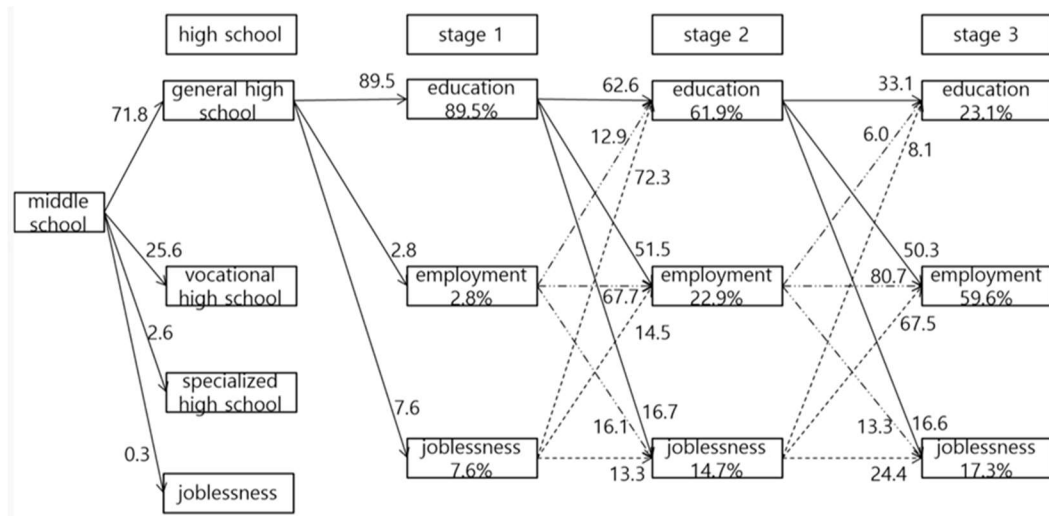 high school
stage 1
stage 2
stage 3
71.8
general high
school
89.5
education
89.5%
62.6
education
61.9%
33.1
education
23.1%
12.9
72.3
6.0
8.1
middle
school
25.6
vocational
high school
2.8
employment
2.8%
51.5
employment
22.9%
67.7
14.5
50.3
80.7
employment
59.6%
67.5
2.6
specialized
high school
7.6
joblessness
7.6%
16.7
16.1
joblessness
14.7%
13.3
16.6
13.3
joblessness
17.3%
24.4
0.3
joblessness